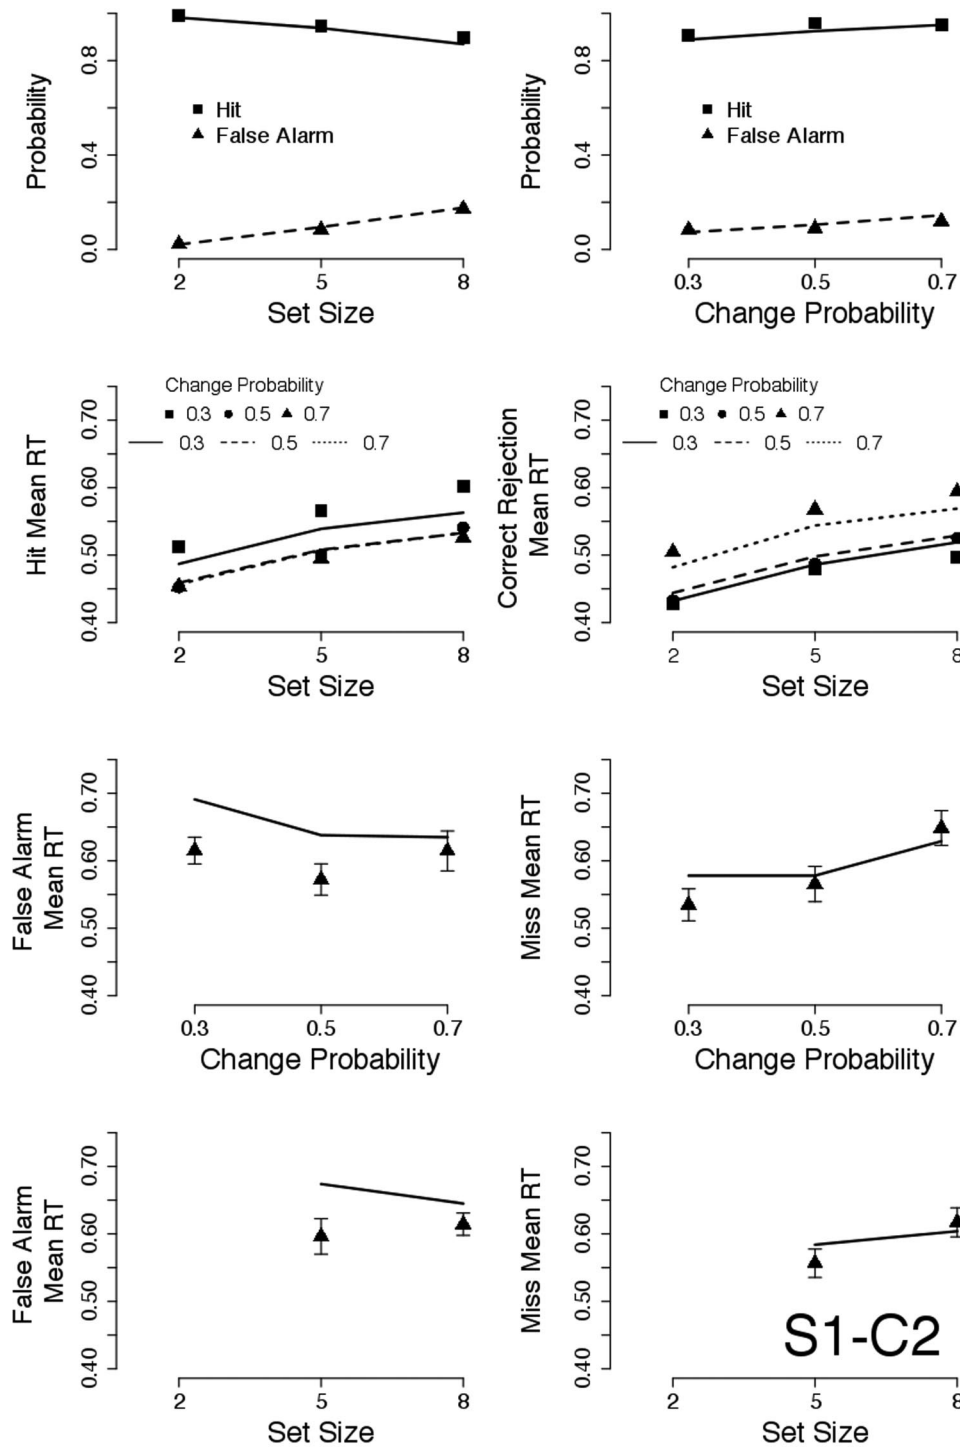 Probability
0.8
0.4
0.0
Hit
False Alarm
2 5 8
Set Size
Probability
0.8
0.4
0.0
Hit
False Alarm
0.3 0.5 0.7
Change Probability
Hit Mean RT
0.70
0.60
0.50
0.40
Change Probability
0.3 0.5 0.7
0.3 0.5 0.7
2 5 8
Set Size
Correct Rejection
Mean RT
0.70
0.60
0.50
0.40
Change Probability
0.3 0.5 0.7
0.3 0.5 0.7
2 5 8
Set Size
False Alarm
Mean RT
0.70
0.60
0.50
0.40
0.3 0.5 0.7
Change Probability
Miss Mean RT
0.70
0.60
0.50
0.40
0.3 0.5 0.7
Change Probability
False Alarm
Mean RT
0.70
0.60
0.50
0.40
2 5 8
Set Size
Miss Mean RT
0.70
0.60
0.50
0.40
S1-C2
2 5 8
Set Size